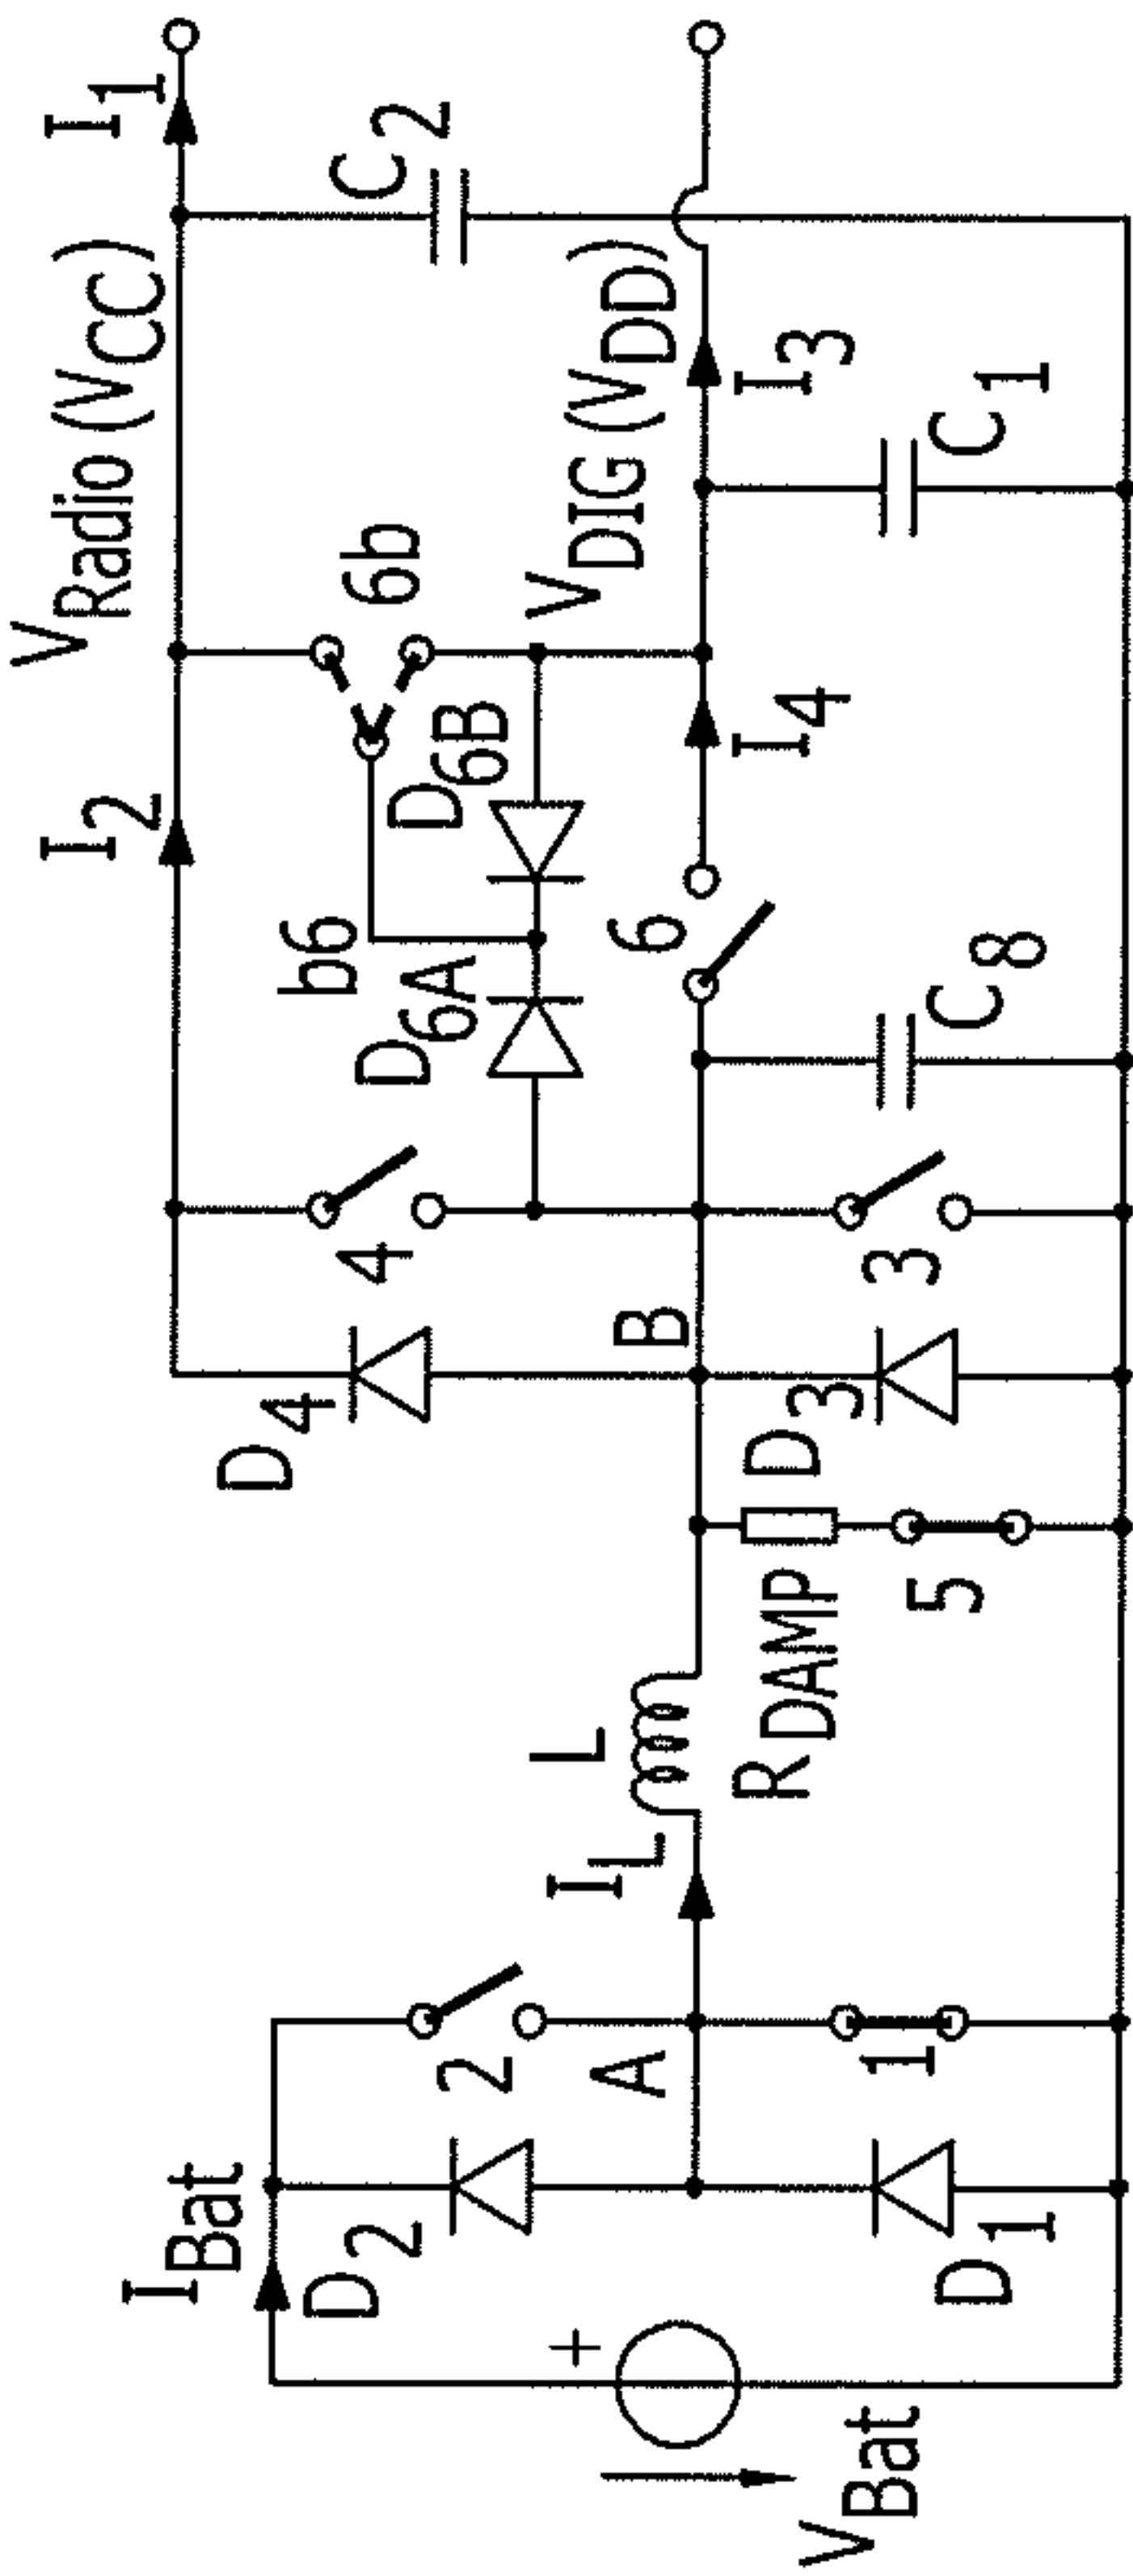 V_Radio (V_CC)
I_1
I_2
C_2
6b
V_DIG (V_DD)
I_3
C_1
D_6B
I_4
b6
D_6A
6
C_8
4
D_4
B
3
D_3
5
R_DAMP
L
I_L
2
A
1
I_Bat
D_2
D_1
+
V_Bat